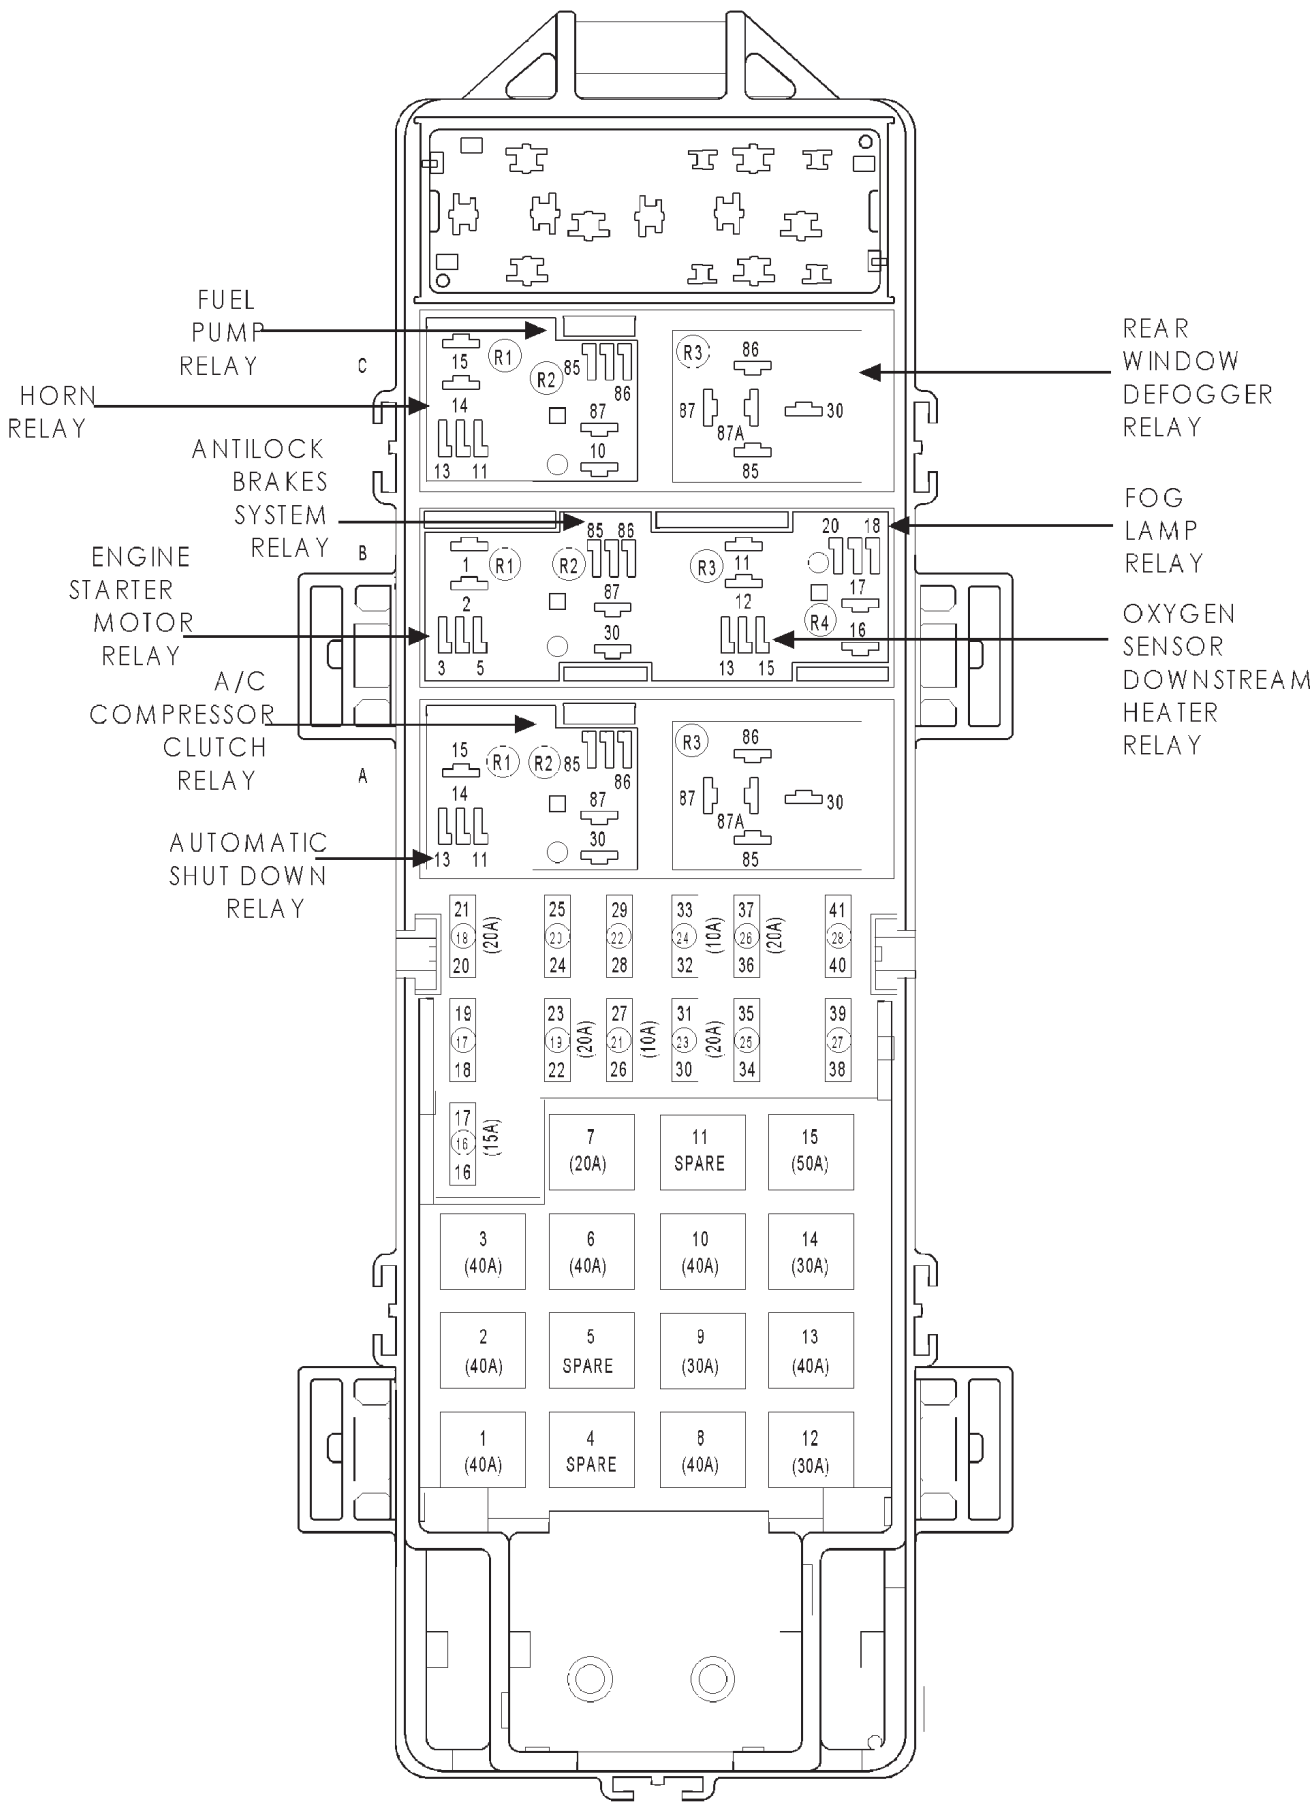 FUEL
PUMP
RELAY
HORN
RELAY
ANTILOCK
BRAKES
SYSTEM
RELAY
ENGINE
STARTER
MOTOR
RELAY
A/C
COMPRESSOR
CLUTCH
RELAY
AUTOMATIC
SHUT DOWN
RELAY
REAR
WINDOW
DEFOGGER
RELAY
FOG
LAMP
RELAY
OXYGEN
SENSOR
DOWNSTREAM
HEATER
RELAY
C
15
R1
14
13 11
R2
85
86
87
10
R3
86
87
87A
30
85
B
1
R1
2
3 5
R2
85 86
87
30
R3
11
12
13 15
20 18
17
R4
16
A
15
R1
14
13 11
R2
85
86
87
30
R3
86
87
87A
30
85
21 25 29 33 37 41
18 (20A) 20 22 24 (10A) 26 (20A) 28
20 24 28 32 36 40
19 23 27 31 35 39
17 19 (20A) 21 (10A) 23 (20A) 25 27
18 22 26 30 34 38
17
16 (15A)
16
7 11 15
(20A) SPARE (50A)
3 6 10 14
(40A) (40A) (40A) (30A)
2 5 9 13
(40A) SPARE (30A) (40A)
1 4 8 12
(40A) SPARE (40A) (30A)